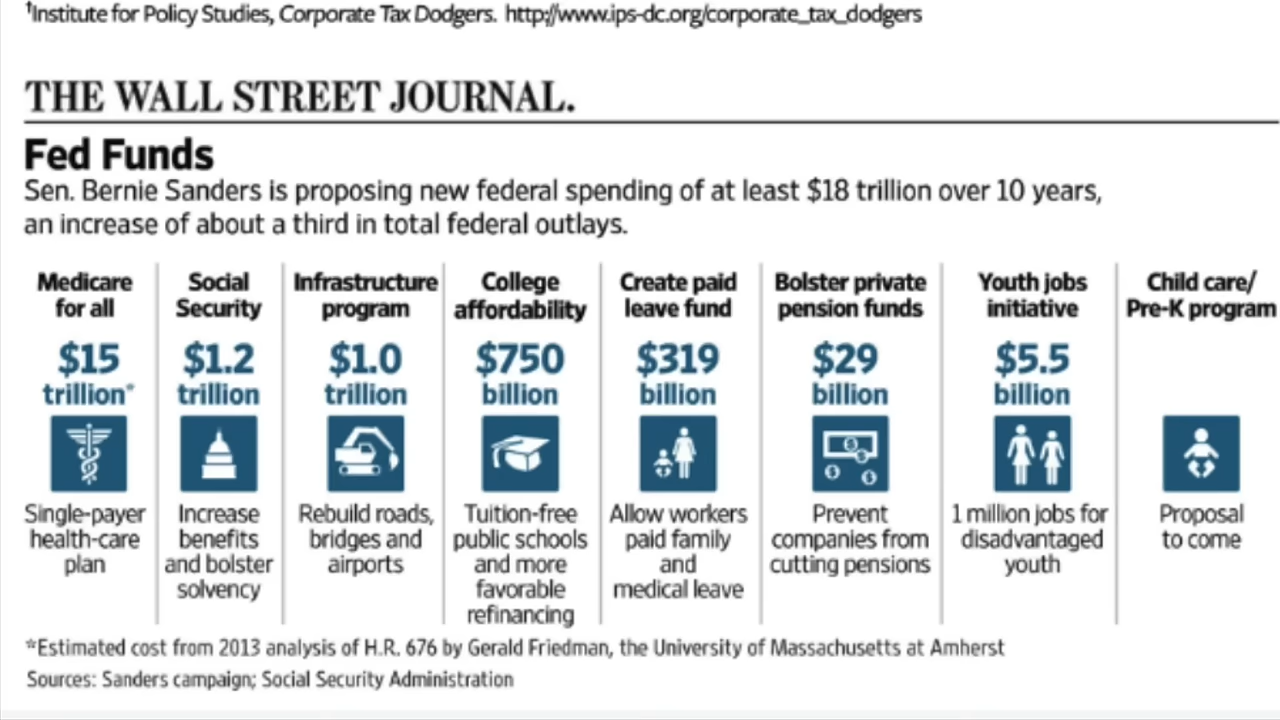 †Institute for Policy Studies, Corporate Tax Dodgers. http://www.ips-dc.org/corporate_tax_dodgers
THE WALL STREET JOURNAL.
Fed Funds
Sen. Bernie Sanders is proposing new federal spending of at least $18 trillion over 10 years,
an increase of about a third in total federal outlays.
Medicare
for all
$15
trillion*
Single-payer
health-care
plan
Social
Security
$1.2
trillion
Increase
benefits
and bolster
solvency
Infrastructure
program
$1.0
trillion
Rebuild roads,
bridges and
airports
College
affordability
$750
billion
Tuition-free
public schools
and more
favorable
refinancing
Create paid
leave fund
$319
billion
Allow workers
paid family
and
medical leave
Bolster private
pension funds
$29
billion
Prevent
companies from
cutting pensions
Youth jobs
initiative
$5.5
billion
1 million jobs for
disadvantaged
youth
Child care/
Pre-K program
Proposal
to come
*Estimated cost from 2013 analysis of H.R. 676 by Gerald Friedman, the University of Massachusetts at Amherst
Sources: Sanders campaign; Social Security Administration